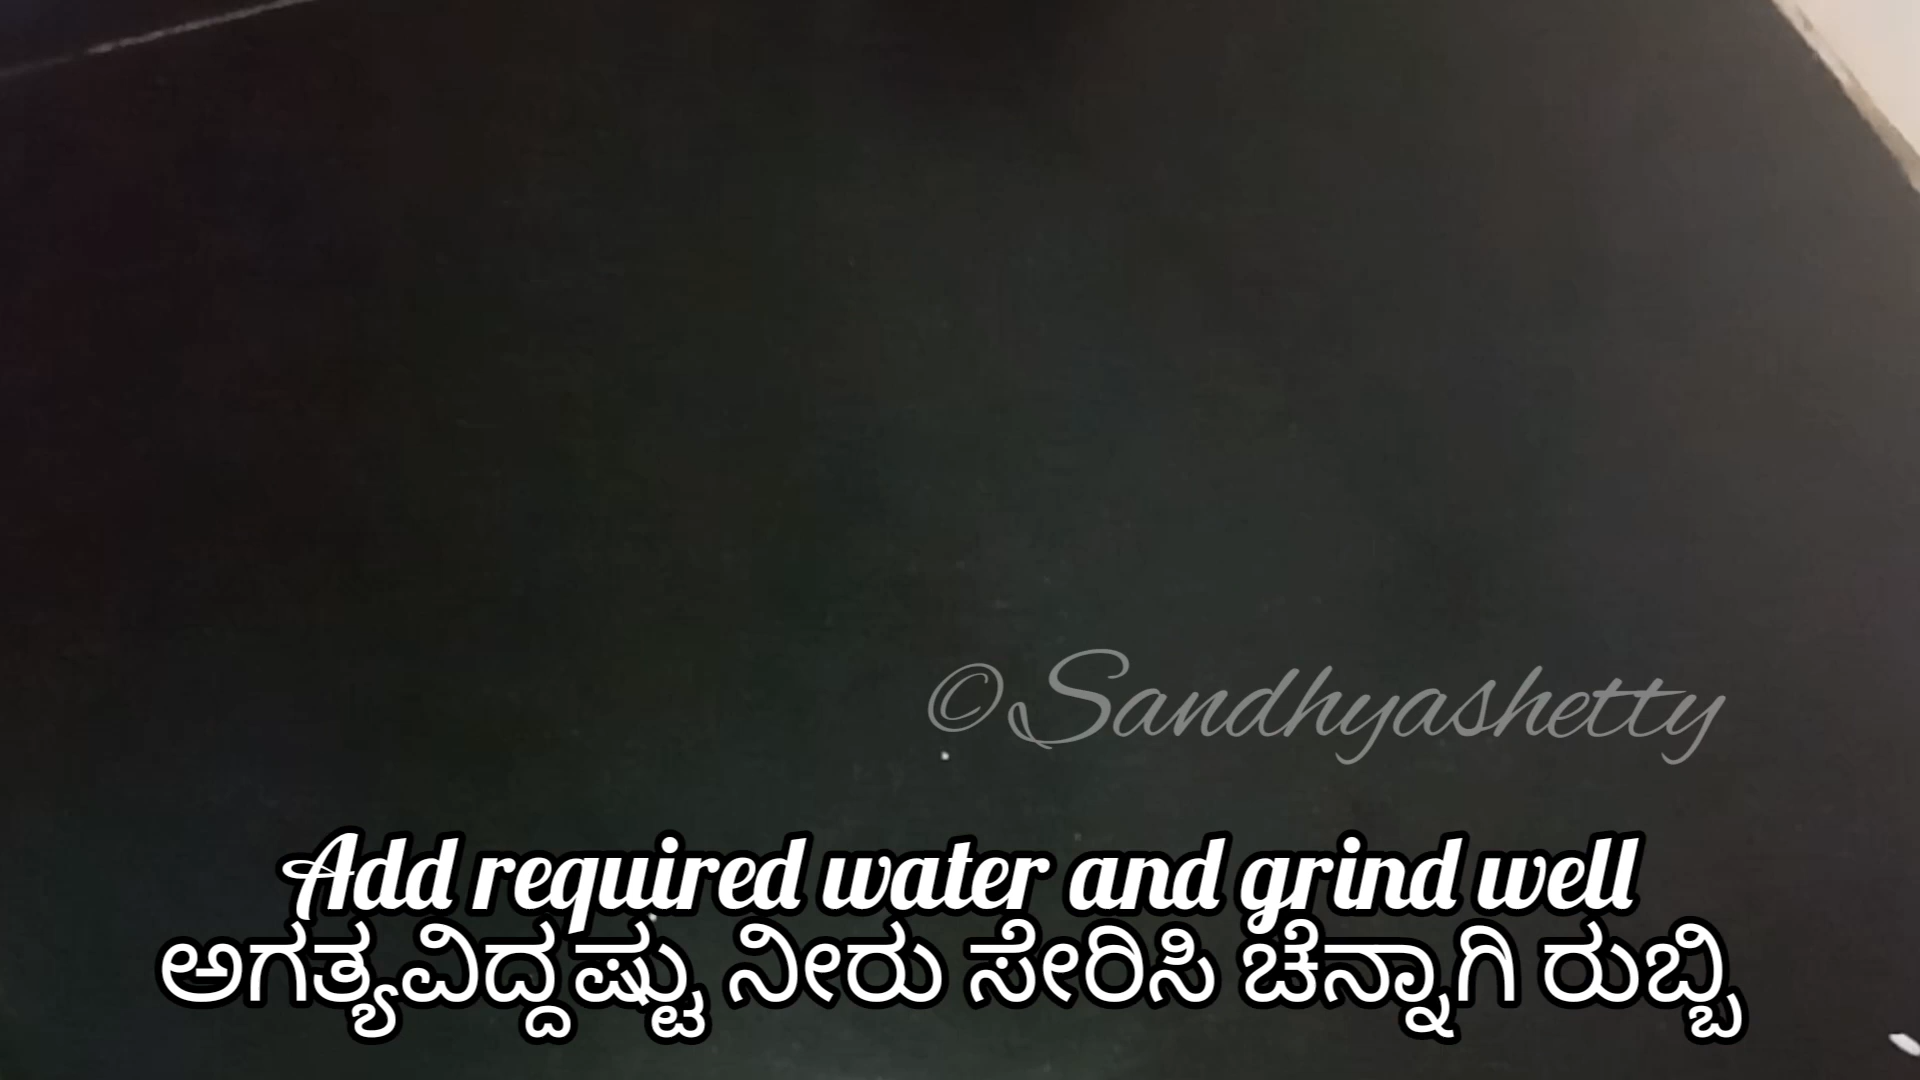 ©Sandhyashetty
Add required water and grind well
ಅಗತ್ಯವಿದ್ದಷ್ಟು ನೀರು ಸೇರಿಸಿ ಚೆನ್ನಾಗಿ ರುಬ್ಬಿ